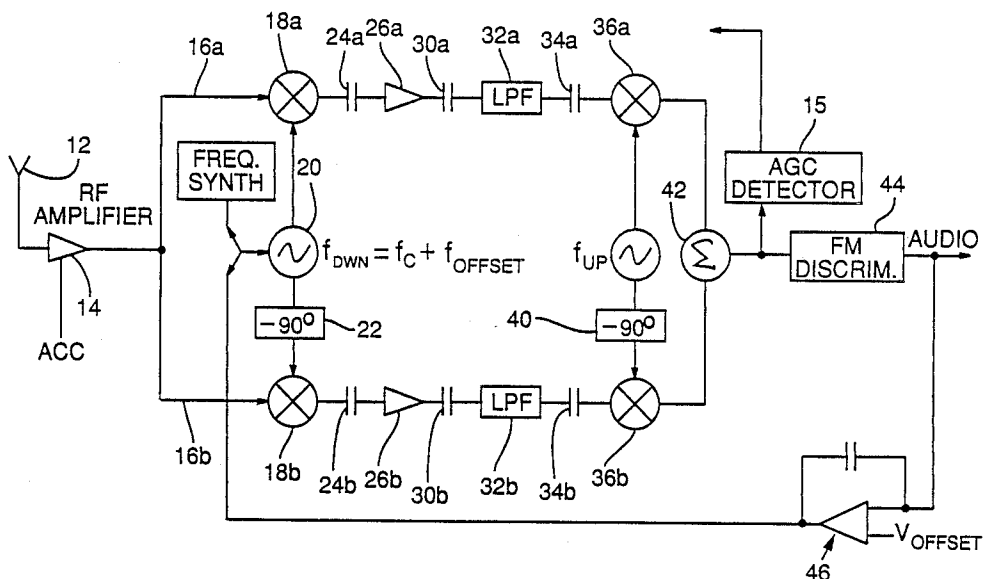 18a
26a
36a
16a
24a
30a
32a
34a
LPF
15
12
FREQ.
SYNTH
20
AGC
DETECTOR
RF
AMPLIFIER
42
44
AUDIO
f_DWN = f_C + f_OFFSET
f_UP
Σ
FM
DISCRIM.
14
-90°
22
40
-90°
ACC
LPF
16b
18b
24b
26b
30b
32b
34b
36b
V_OFFSET
46